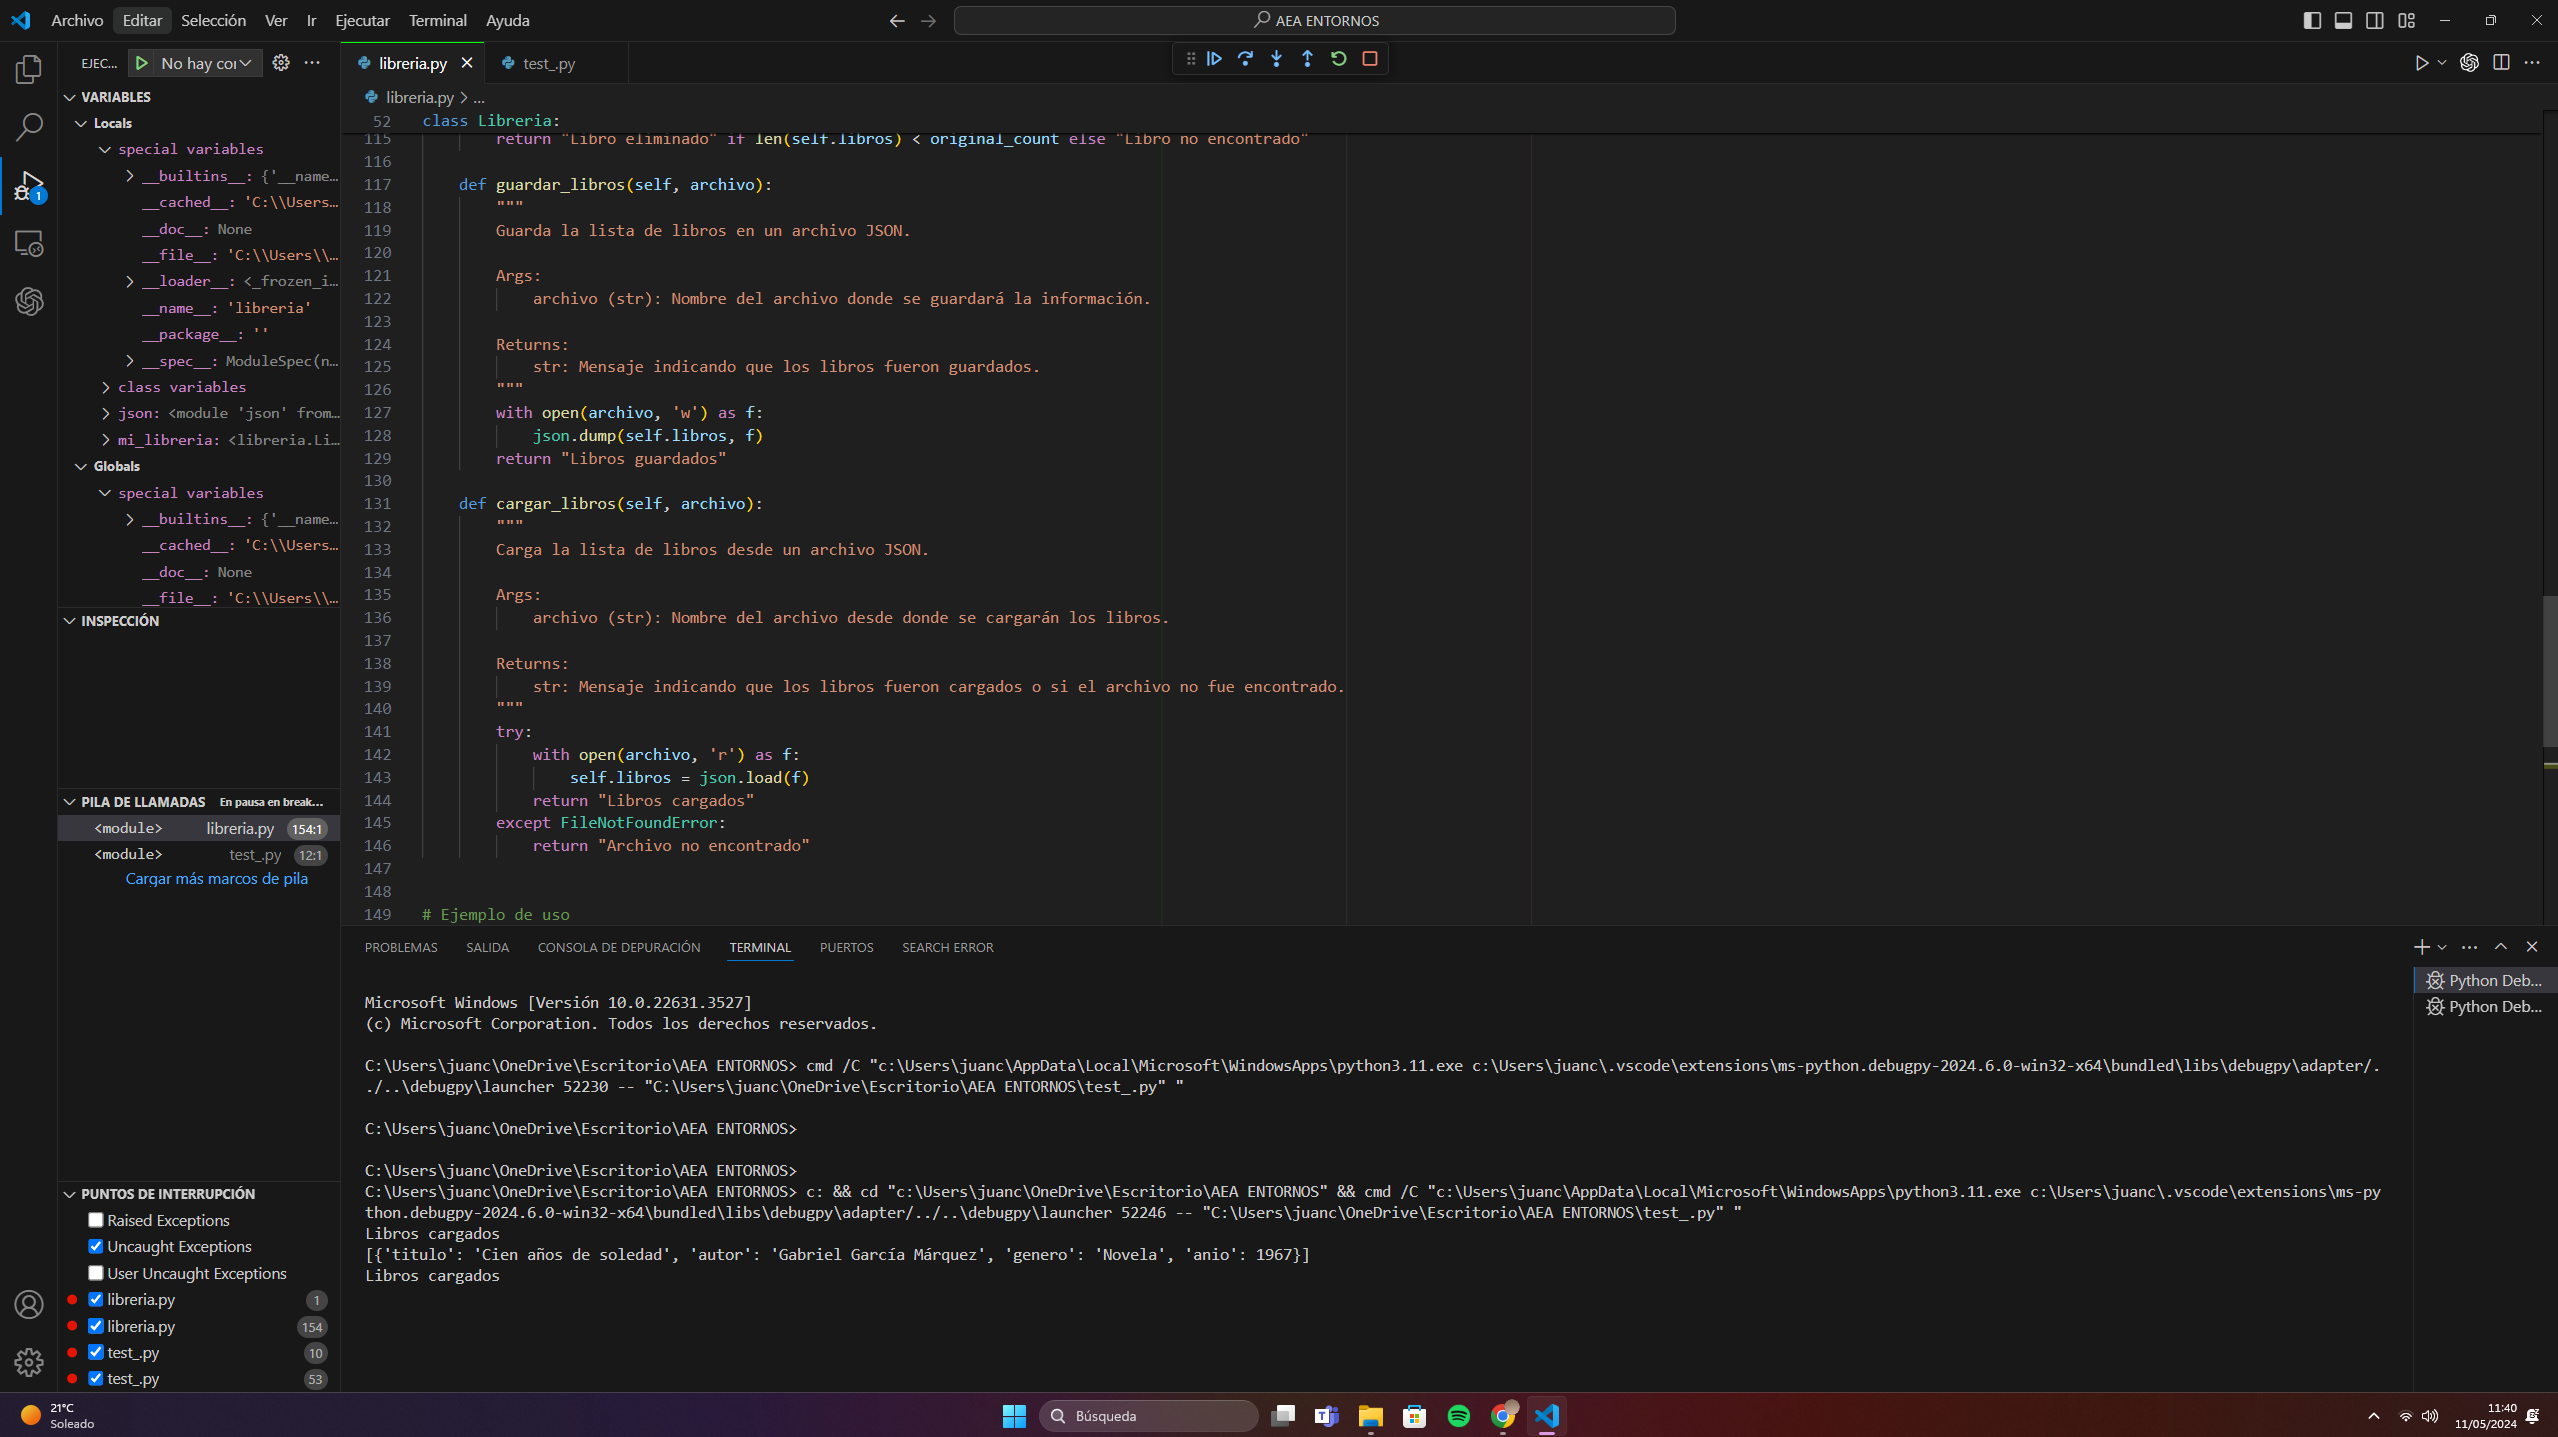 Archivo Editar Selección Ver Ir Ejecutar Terminal Ayuda
AEA ENTORNOS
EJEC... No hay cor
libreria.py
test_.py
libreria.py > ...
VARIABLES
Locals
special variables
__builtins__: {'__name...
__cached__: 'C:\\Users...
__doc__: None
__file__: 'C:\\Users\\...
__loader__: <_frozen_i...
__name__: 'libreria'
__package__: ''
__spec__: ModuleSpec(n...
class variables
json: <module 'json' from...
mi_libreria: <libreria.Li...
Globals
special variables
__builtins__: {'__name...
__cached__: 'C:\\Users...
__doc__: None
__file__: 'C:\\Users\\...
INSPECCIÓN
PILA DE LLAMADAS En pausa en break...
<module> libreria.py 154:1
<module> test_.py 12:1
Cargar más marcos de pila
PUNTOS DE INTERRUPCIÓN
Raised Exceptions
Uncaught Exceptions
User Uncaught Exceptions
libreria.py 1
libreria.py 154
test_.py 10
test_.py 53
52 class Libreria:
115 return "Libro eliminado" if len(self.libros) < original_count else "Libro no encontrado"
116
117 def guardar_libros(self, archivo):
118 """
119 Guarda la lista de libros en un archivo JSON.
120
121 Args:
122 archivo (str): Nombre del archivo donde se guardará la información.
123
124 Returns:
125 str: Mensaje indicando que los libros fueron guardados.
126 """
127 with open(archivo, 'w') as f:
128 json.dump(self.libros, f)
129 return "Libros guardados"
130
131 def cargar_libros(self, archivo):
132 """
133 Carga la lista de libros desde un archivo JSON.
134
135 Args:
136 archivo (str): Nombre del archivo desde donde se cargarán los libros.
137
138 Returns:
139 str: Mensaje indicando que los libros fueron cargados o si el archivo no fue encontrado.
140 """
141 try:
142 with open(archivo, 'r') as f:
143 self.libros = json.load(f)
144 return "Libros cargados"
145 except FileNotFoundError:
146 return "Archivo no encontrado"
147
148
149 # Ejemplo de uso
PROBLEMAS SALIDA CONSOLA DE DEPURACIÓN TERMINAL PUERTOS SEARCH ERROR
Python Deb...
Python Deb...
Microsoft Windows [Versión 10.0.22631.3527]
(c) Microsoft Corporation. Todos los derechos reservados.
C:\Users\juanc\OneDrive\Escritorio\AEA ENTORNOS> cmd /C "c:\Users\juanc\AppData\Local\Microsoft\WindowsApps\python3.11.exe c:\Users\juanc\.vscode\extensions\ms-python.debugpy-2024.6.0-win32-x64\bundled\libs\debugpy\adapter/.
./..\debugpy\launcher 52230 -- "C:\Users\juanc\OneDrive\Escritorio\AEA ENTORNOS\test_.py" "
C:\Users\juanc\OneDrive\Escritorio\AEA ENTORNOS>
C:\Users\juanc\OneDrive\Escritorio\AEA ENTORNOS>
C:\Users\juanc\OneDrive\Escritorio\AEA ENTORNOS> c: && cd "c:\Users\juanc\OneDrive\Escritorio\AEA ENTORNOS" && cmd /C "c:\Users\juanc\AppData\Local\Microsoft\WindowsApps\python3.11.exe c:\Users\juanc\.vscode\extensions\ms-py
thon.debugpy-2024.6.0-win32-x64\bundled\libs\debugpy\adapter/../..\debugpy\launcher 52246 -- "C:\Users\juanc\OneDrive\Escritorio\AEA ENTORNOS\test_.py" "
Libros cargados
[{'titulo': 'Cien años de soledad', 'autor': 'Gabriel García Márquez', 'genero': 'Novela', 'anio': 1967}]
Libros cargados
21°C
Soleado
Búsqueda
11:40
11/05/2024